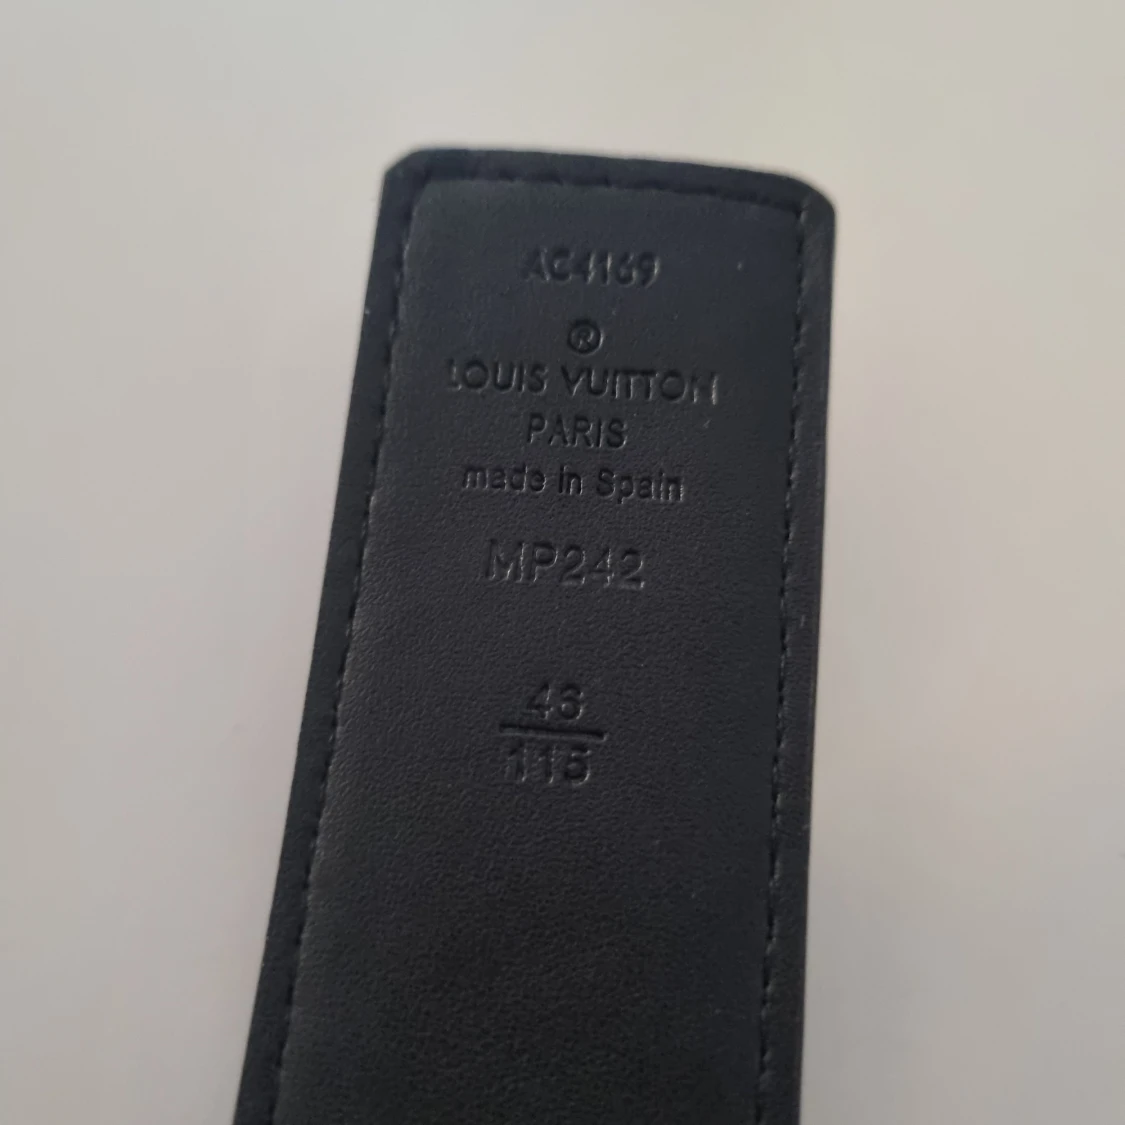 AC4169
®
LOUIS VUITTON
PARIS
made in Spain
MP242
46
115